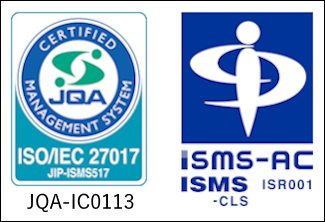 CERTIFIED
JQA
MANAGEMENT SYSTEM
ISO/IEC 27017
JIP-ISMS517
JQA-IC0113
ISMS-AC
ISMS ISR001
-CLS